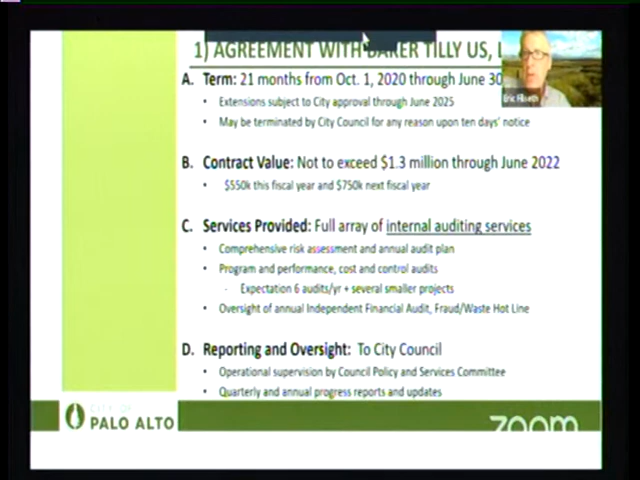 1) AGREEMENT WITH BAKER TILLY US, L
A. Term: 21 months from Oct. 1, 2020 through June 30
• Extensions subject to City approval through June 2025
• May be terminated by City Council for any reason upon ten days' notice
B. Contract Value: Not to exceed $1.3 million through June 2022
• $550k this fiscal year and $750k next fiscal year
C. Services Provided: Full array of internal auditing services
• Comprehensive risk assessment and annual audit plan
• Program and performance, cost and control audits
- Expectation 6 audits/yr + several smaller projects
• Oversight of annual Independent Financial Audit, Fraud/Waste Hot Line
D. Reporting and Oversight: To City Council
• Operational supervision by Council Policy and Services Committee
• Quarterly and annual progress reports and updates
Eric Filseth
CITY OF
PALO ALTO
zoom